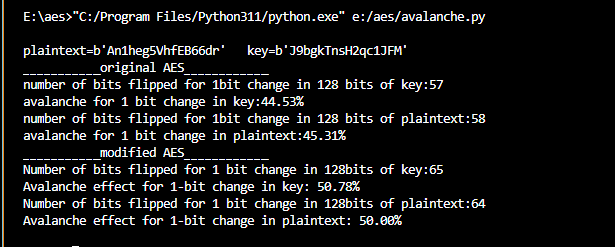 E:\aes>"C:/Program Files/Python311/python.exe" e:/aes/avalanche.py
plaintext=b'An1heg5VhfEB66dr'   key=b'J9bgkTnsH2qc1JFM'
___________original AES____________
number of bits flipped for 1bit change in 128 bits of key:57
avalanche for 1 bit change in key:44.53%
number of bits flipped for 1bit change in 128 bits of plaintext:58
avalanche for 1 bit change in plaintext:45.31%
___________modified AES____________
Number of bits flipped for 1 bit change in 128bits of key:65
Avalanche effect for 1-bit change in key: 50.78%
Number of bits flipped for 1 bit change in 128bits of plaintext:64
Avalanche effect for 1-bit change in plaintext: 50.00%